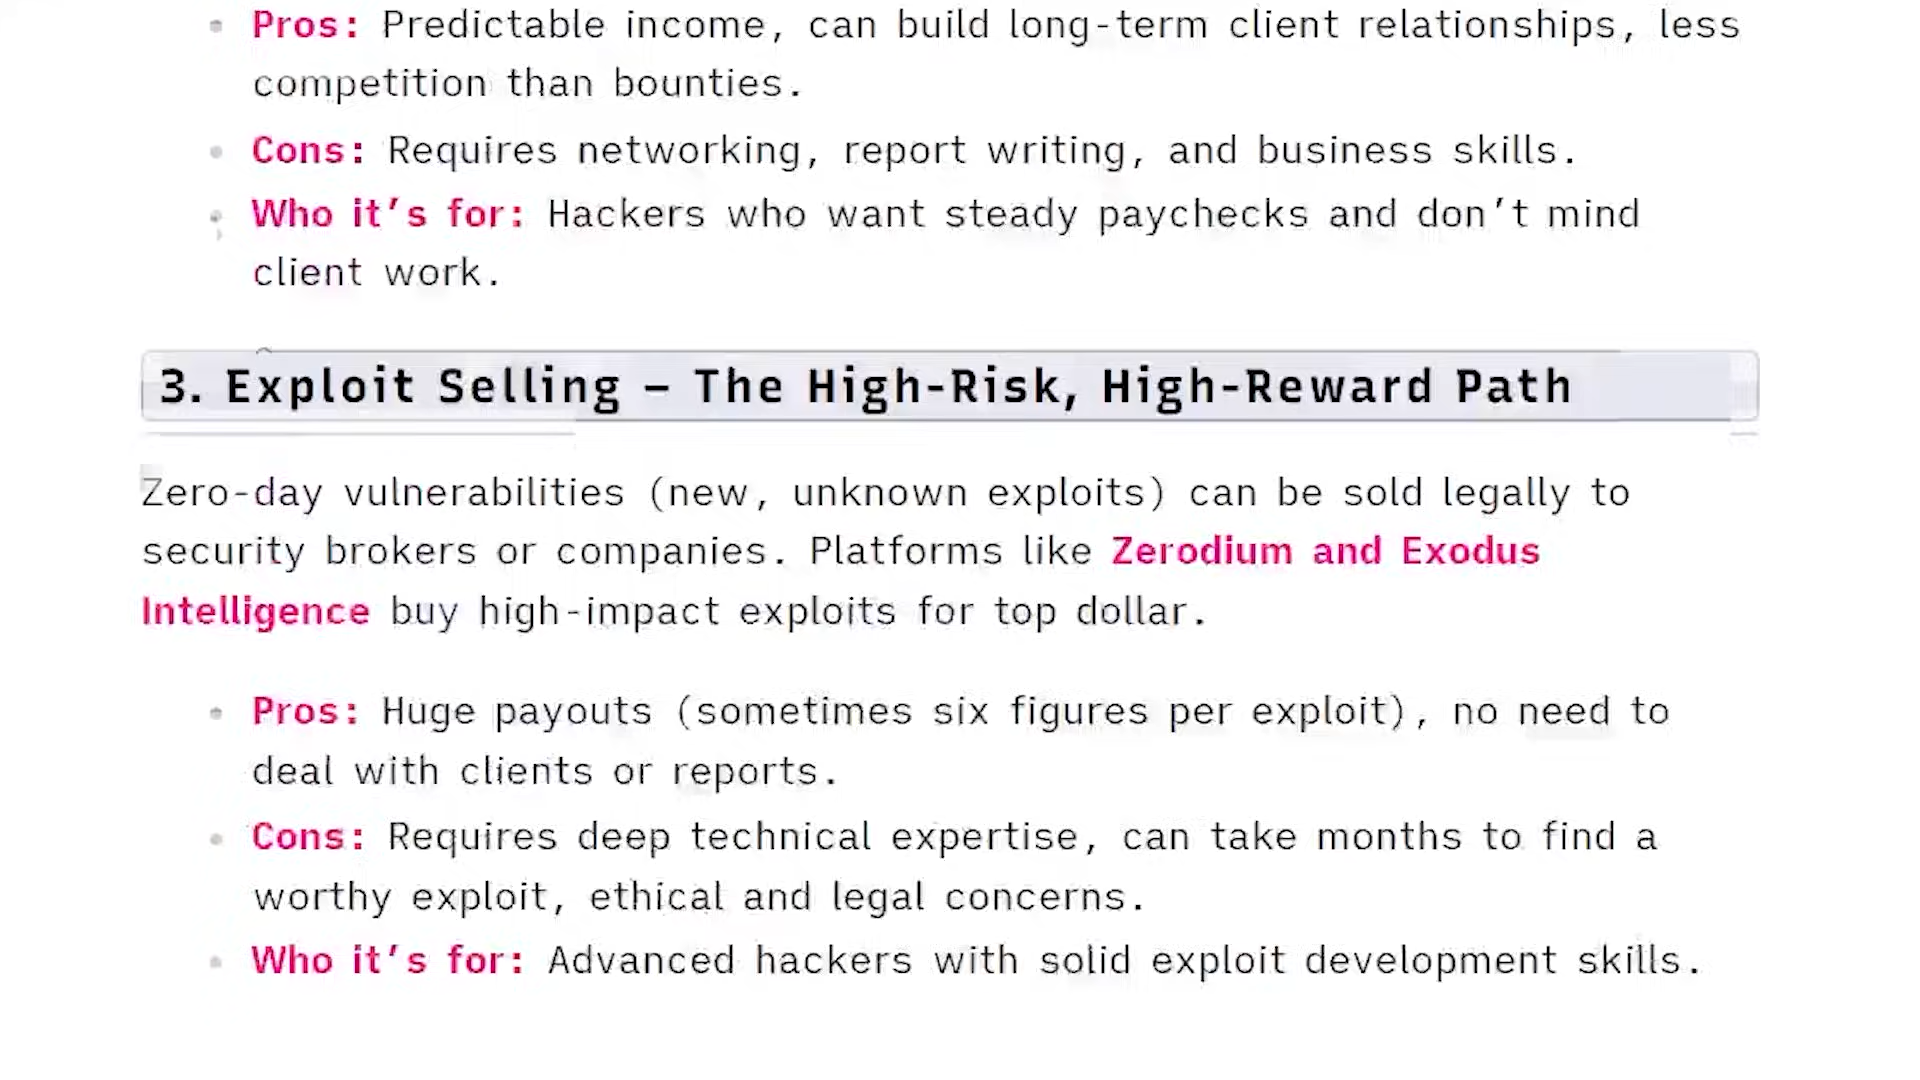 Pros: Predictable income, can build long-term client relationships, less
competition than bounties.
Cons: Requires networking, report writing, and business skills.
Who it’s for: Hackers who want steady paychecks and don’t mind
client work.
3. Exploit Selling – The High-Risk, High-Reward Path
Zero-day vulnerabilities (new, unknown exploits) can be sold legally to
security brokers or companies. Platforms like Zerodium and Exodus
Intelligence buy high-impact exploits for top dollar.
Pros: Huge payouts (sometimes six figures per exploit), no need to
deal with clients or reports.
Cons: Requires deep technical expertise, can take months to find a
worthy exploit, ethical and legal concerns.
Who it’s for: Advanced hackers with solid exploit development skills.